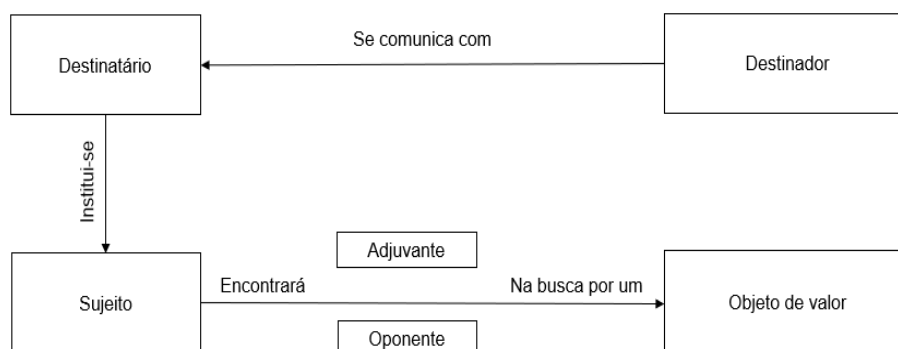 Se comunica com
Destinatário
Destinador
Institui-se
Adjuvante
Encontrará
Na busca por um
Sujeito
Objeto de valor
Oponente